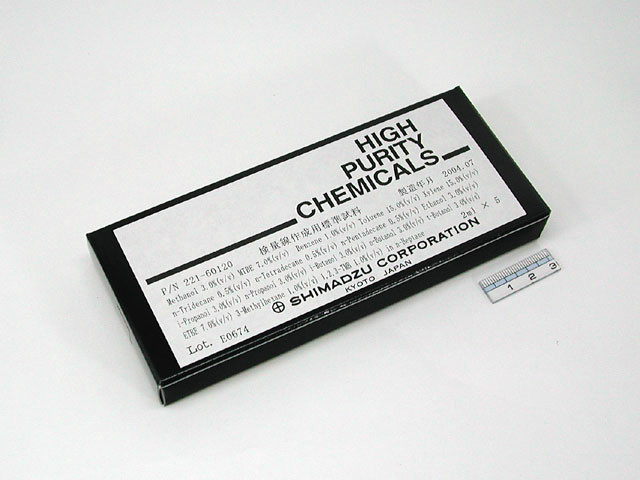 HIGH
PURITY
CHEMICALS
P/N 221-60120 検量線作成用標準試料 製造年月 2004.07
Methanol 3.0%(v/v) MTBE 7.0%(v/v) Benzene 1.0%(v/v) Toluene 15.0%(v/v) Xylene 15.0%(v/v)
n-Tridecane 0.5%(v/v) n-Tetradecane 0.5%(v/v) n-Pentadecane 0.5%(v/v) Ethanol 3.0%(v/v)
i-Propanol 3.0%(v/v) n-Propanol 3.0%(v/v) i-Butanol 3.0%(v/v) n-Butanol 3.0%(v/v) t-Butanol 3.0%(v/v)
ETBE 7.0%(v/v) 3-Methylhexane 1.0%(v/v) 1,2,3-TMB 1.0%(v/v) in n-Heptane 2ml × 5
Lot. E0674 SHIMADZU CORPORATION
KYOTO JAPAN
1 2 3